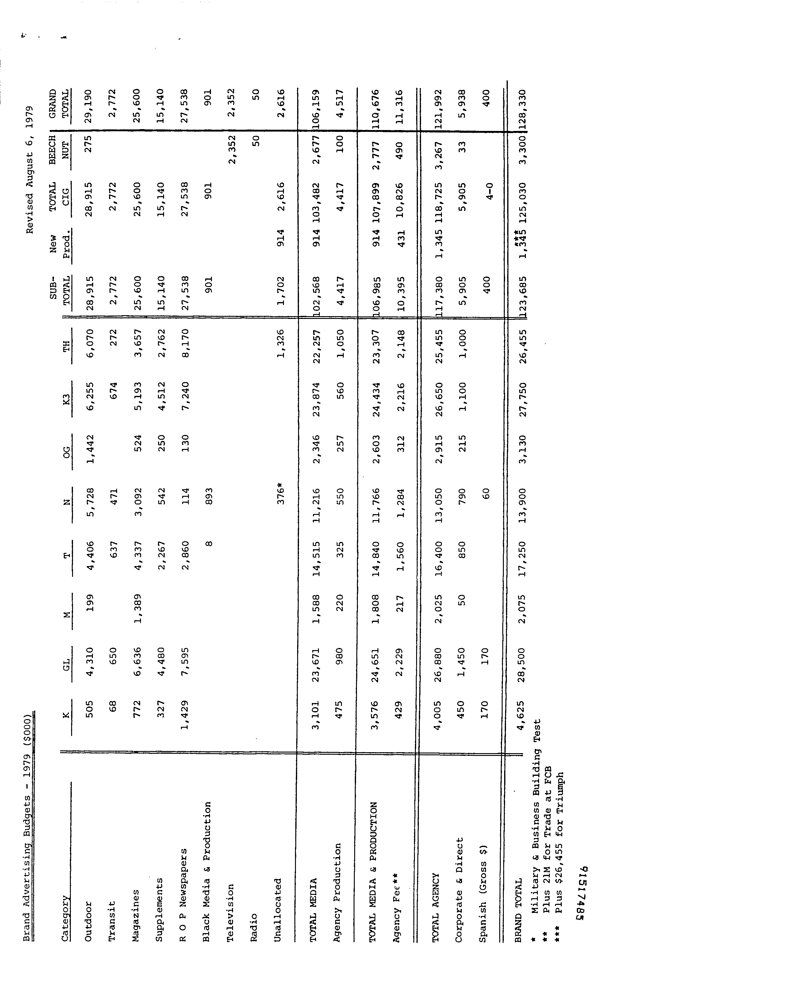 Brand Advertising Budgets - 1979 ($000) Revised August 6, 1979
SUB- New TOTAL BEECH GRAND
Category K GL M T N OG K3 TH TOTAL Prod. CIG NUT TOTAL
Outdoor 505 4,310 199 4,406 5,728 1,442 6,255 6,070 28,915 28,915 275 29,190
Transit 68 650 637 471 674 272 2,772 2,772 2,772
Magazines 772 6,636 1,389 4,337 3,092 524 5,193 3,657 25,600 25,600 25,600
Supplements 327 4,480 2,267 542 250 4,512 2,762 15,140 15,140 15,140
R O P Newspapers 1,429 7,595 2,860 114 130 7,240 8,170 27,538 27,538 27,538
Black Media & Production 8 893 901 901 901
Television 2,352 2,352
Radio 50 50
Unallocated 376* 1,326 1,702 914 2,616 2,616
TOTAL MEDIA 3,101 23,671 1,588 14,515 11,216 2,346 23,874 22,257 102,568 914 103,482 2,677 106,159
Agency Production 475 980 220 325 550 257 560 1,050 4,417 4,417 100 4,517
TOTAL MEDIA & PRODUCTION 3,576 24,651 1,808 14,840 11,766 2,603 24,434 23,307 106,985 914 107,899 2,777 110,676
Agency Fee** 429 2,229 217 1,560 1,284 312 2,216 2,148 10,395 431 10,826 490 11,316
TOTAL AGENCY 4,005 26,880 2,025 16,400 13,050 2,915 26,650 25,455 117,380 1,345 118,725 3,267 121,992
Corporate & Direct 450 1,450 50 850 790 215 1,100 1,000 5,905 5,905 33 5,938
Spanish (Gross $) 170 170 60 400 4-0 400
***
BRAND TOTAL 4,625 28,500 2,075 17,250 13,900 3,130 27,750 26,455 123,685 1,345 125,030 3,300 128,330
* Military & Business Building Test
** Plus 21M for Trade at FCB
*** Plus $26,455 for Triumph
91517485